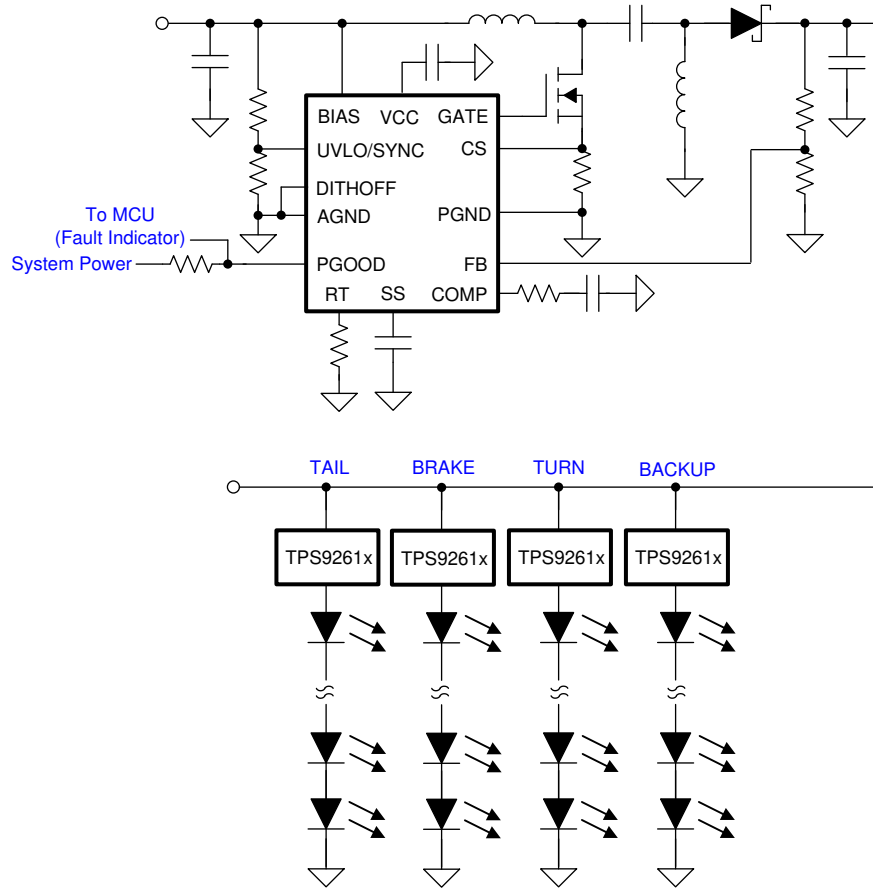 BIAS VCC GATE
UVLO/SYNC CS
DITHOFF
AGND PGND
To MCU
(Fault Indicator)
System Power
PGOOD FB
RT SS COMP
TAIL BRAKE TURN BACKUP
TPS9261x TPS9261x TPS9261x TPS9261x